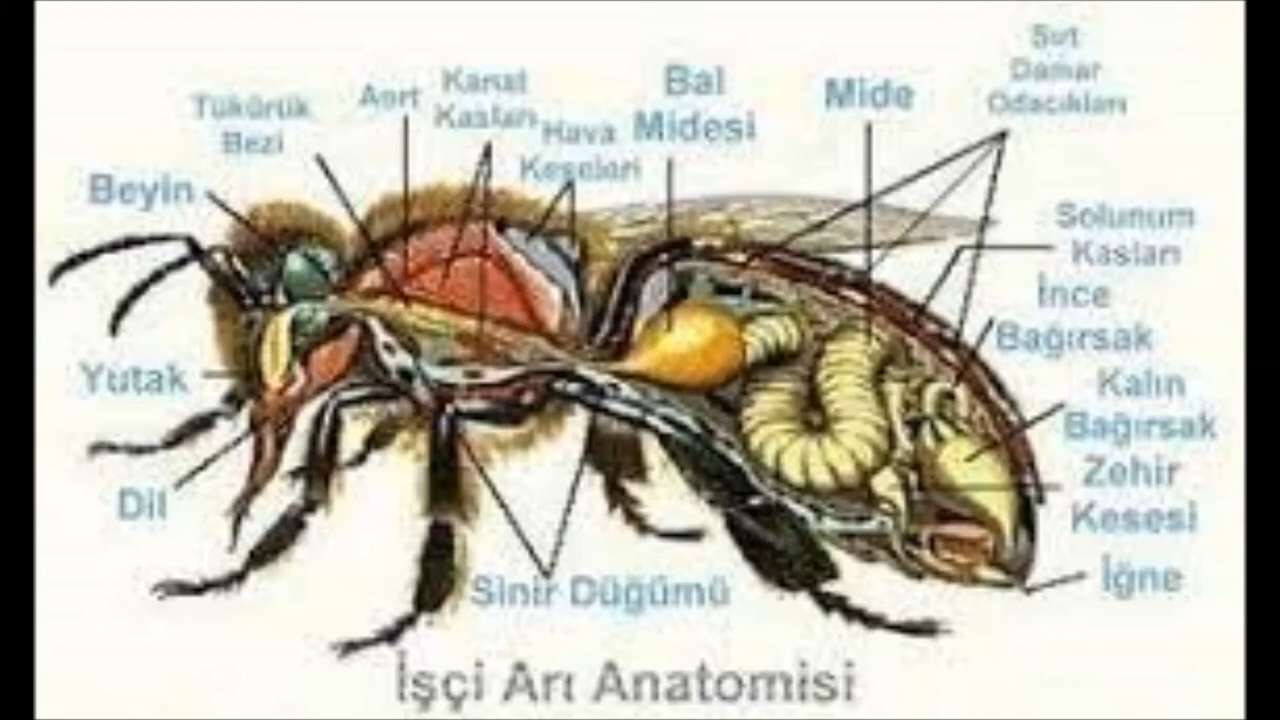 Sırt
Damar
Odacıkları
Kanat
Kasları
Bal
Midesi
Mide
Aort
Tükürük
Bezi
Hava
Keseleri
Beyin
Solunum
Kasları
İnce
Bağırsak
Yutak
Kalın
Bağırsak
Zehir
Kesesi
Dil
İğne
Sinir Düğümü
İşçi Arı Anatomisi